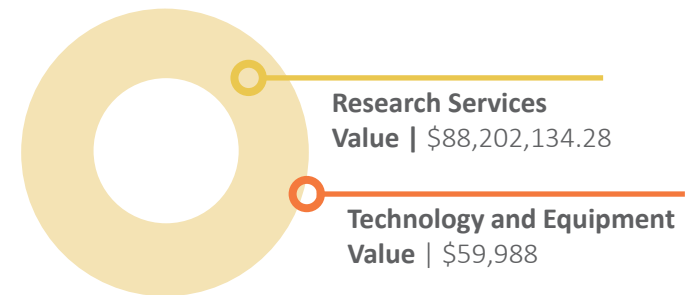 Research Services
Value | $88,202,134.28
Technology and Equipment
Value | $59,988